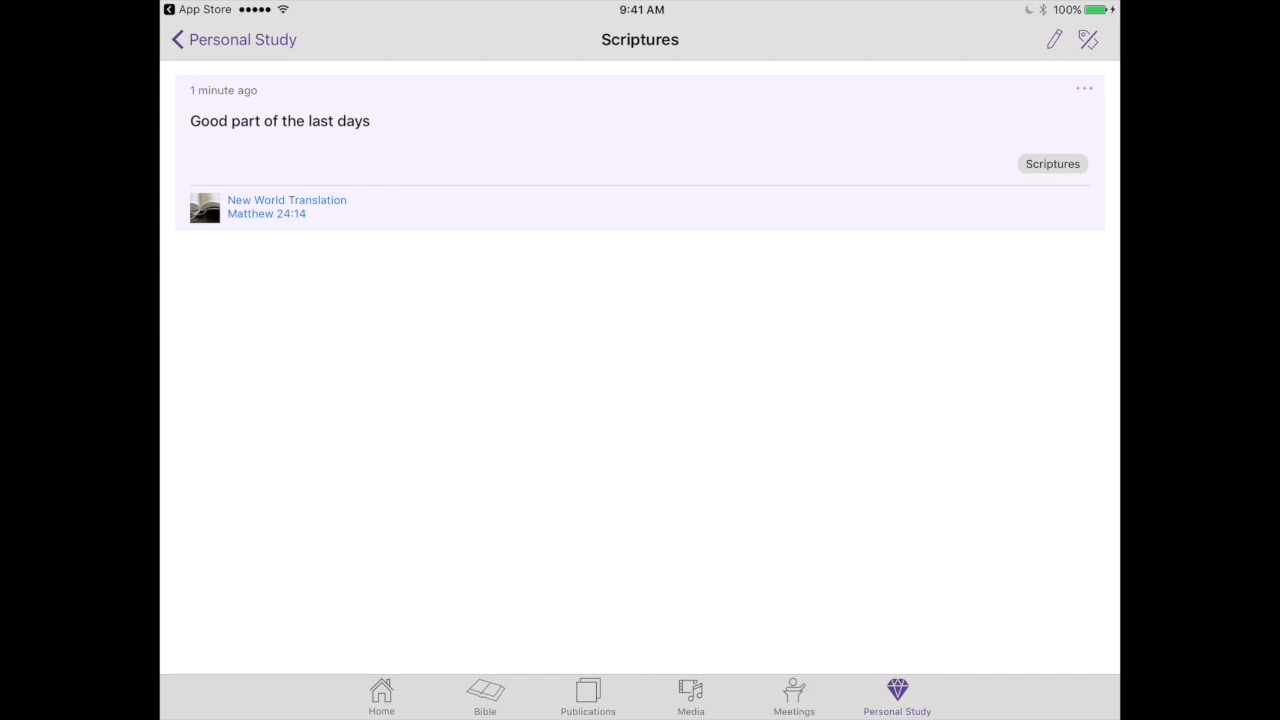 App Store
9:41 AM
100%
Personal Study
Scriptures
1 minute ago
Good part of the last days
Scriptures
New World Translation
Matthew 24:14
Home
Bible
Publications
Media
Meetings
Personal Study